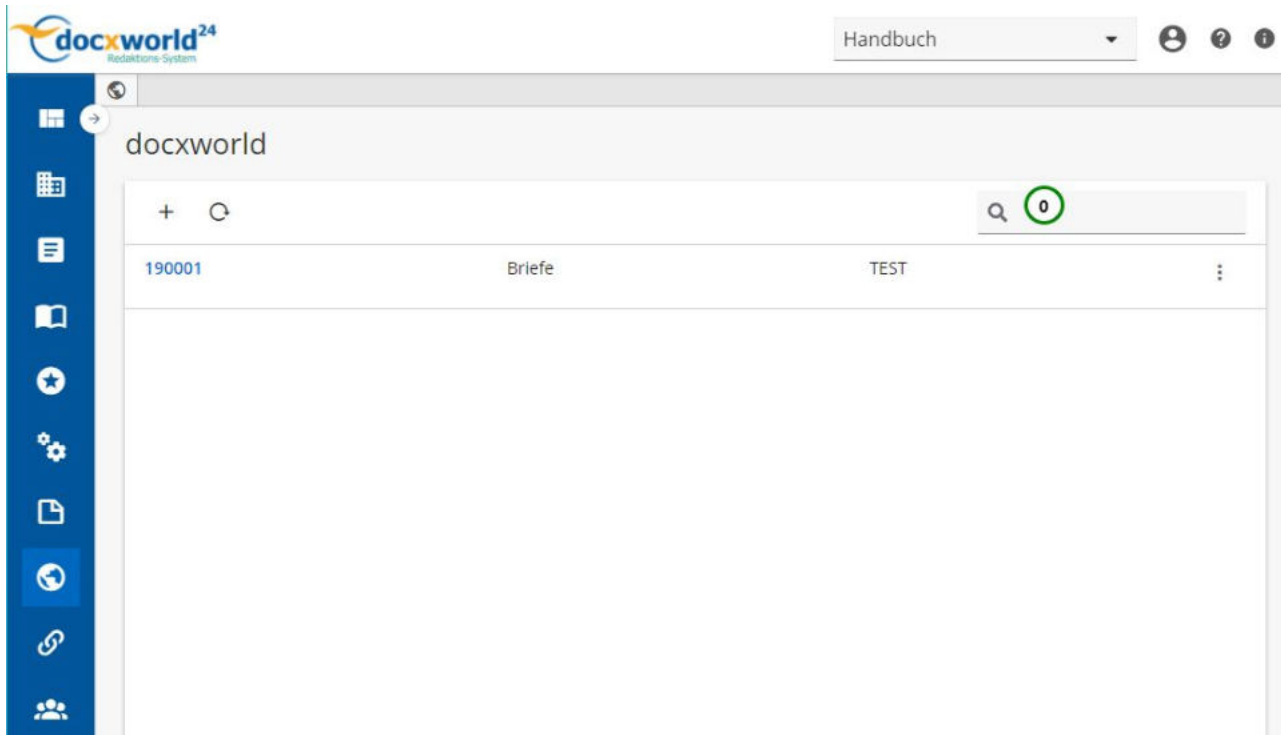 docxworld24
Redaktions-System
Handbuch
docxworld
0
190001 Briefe TEST